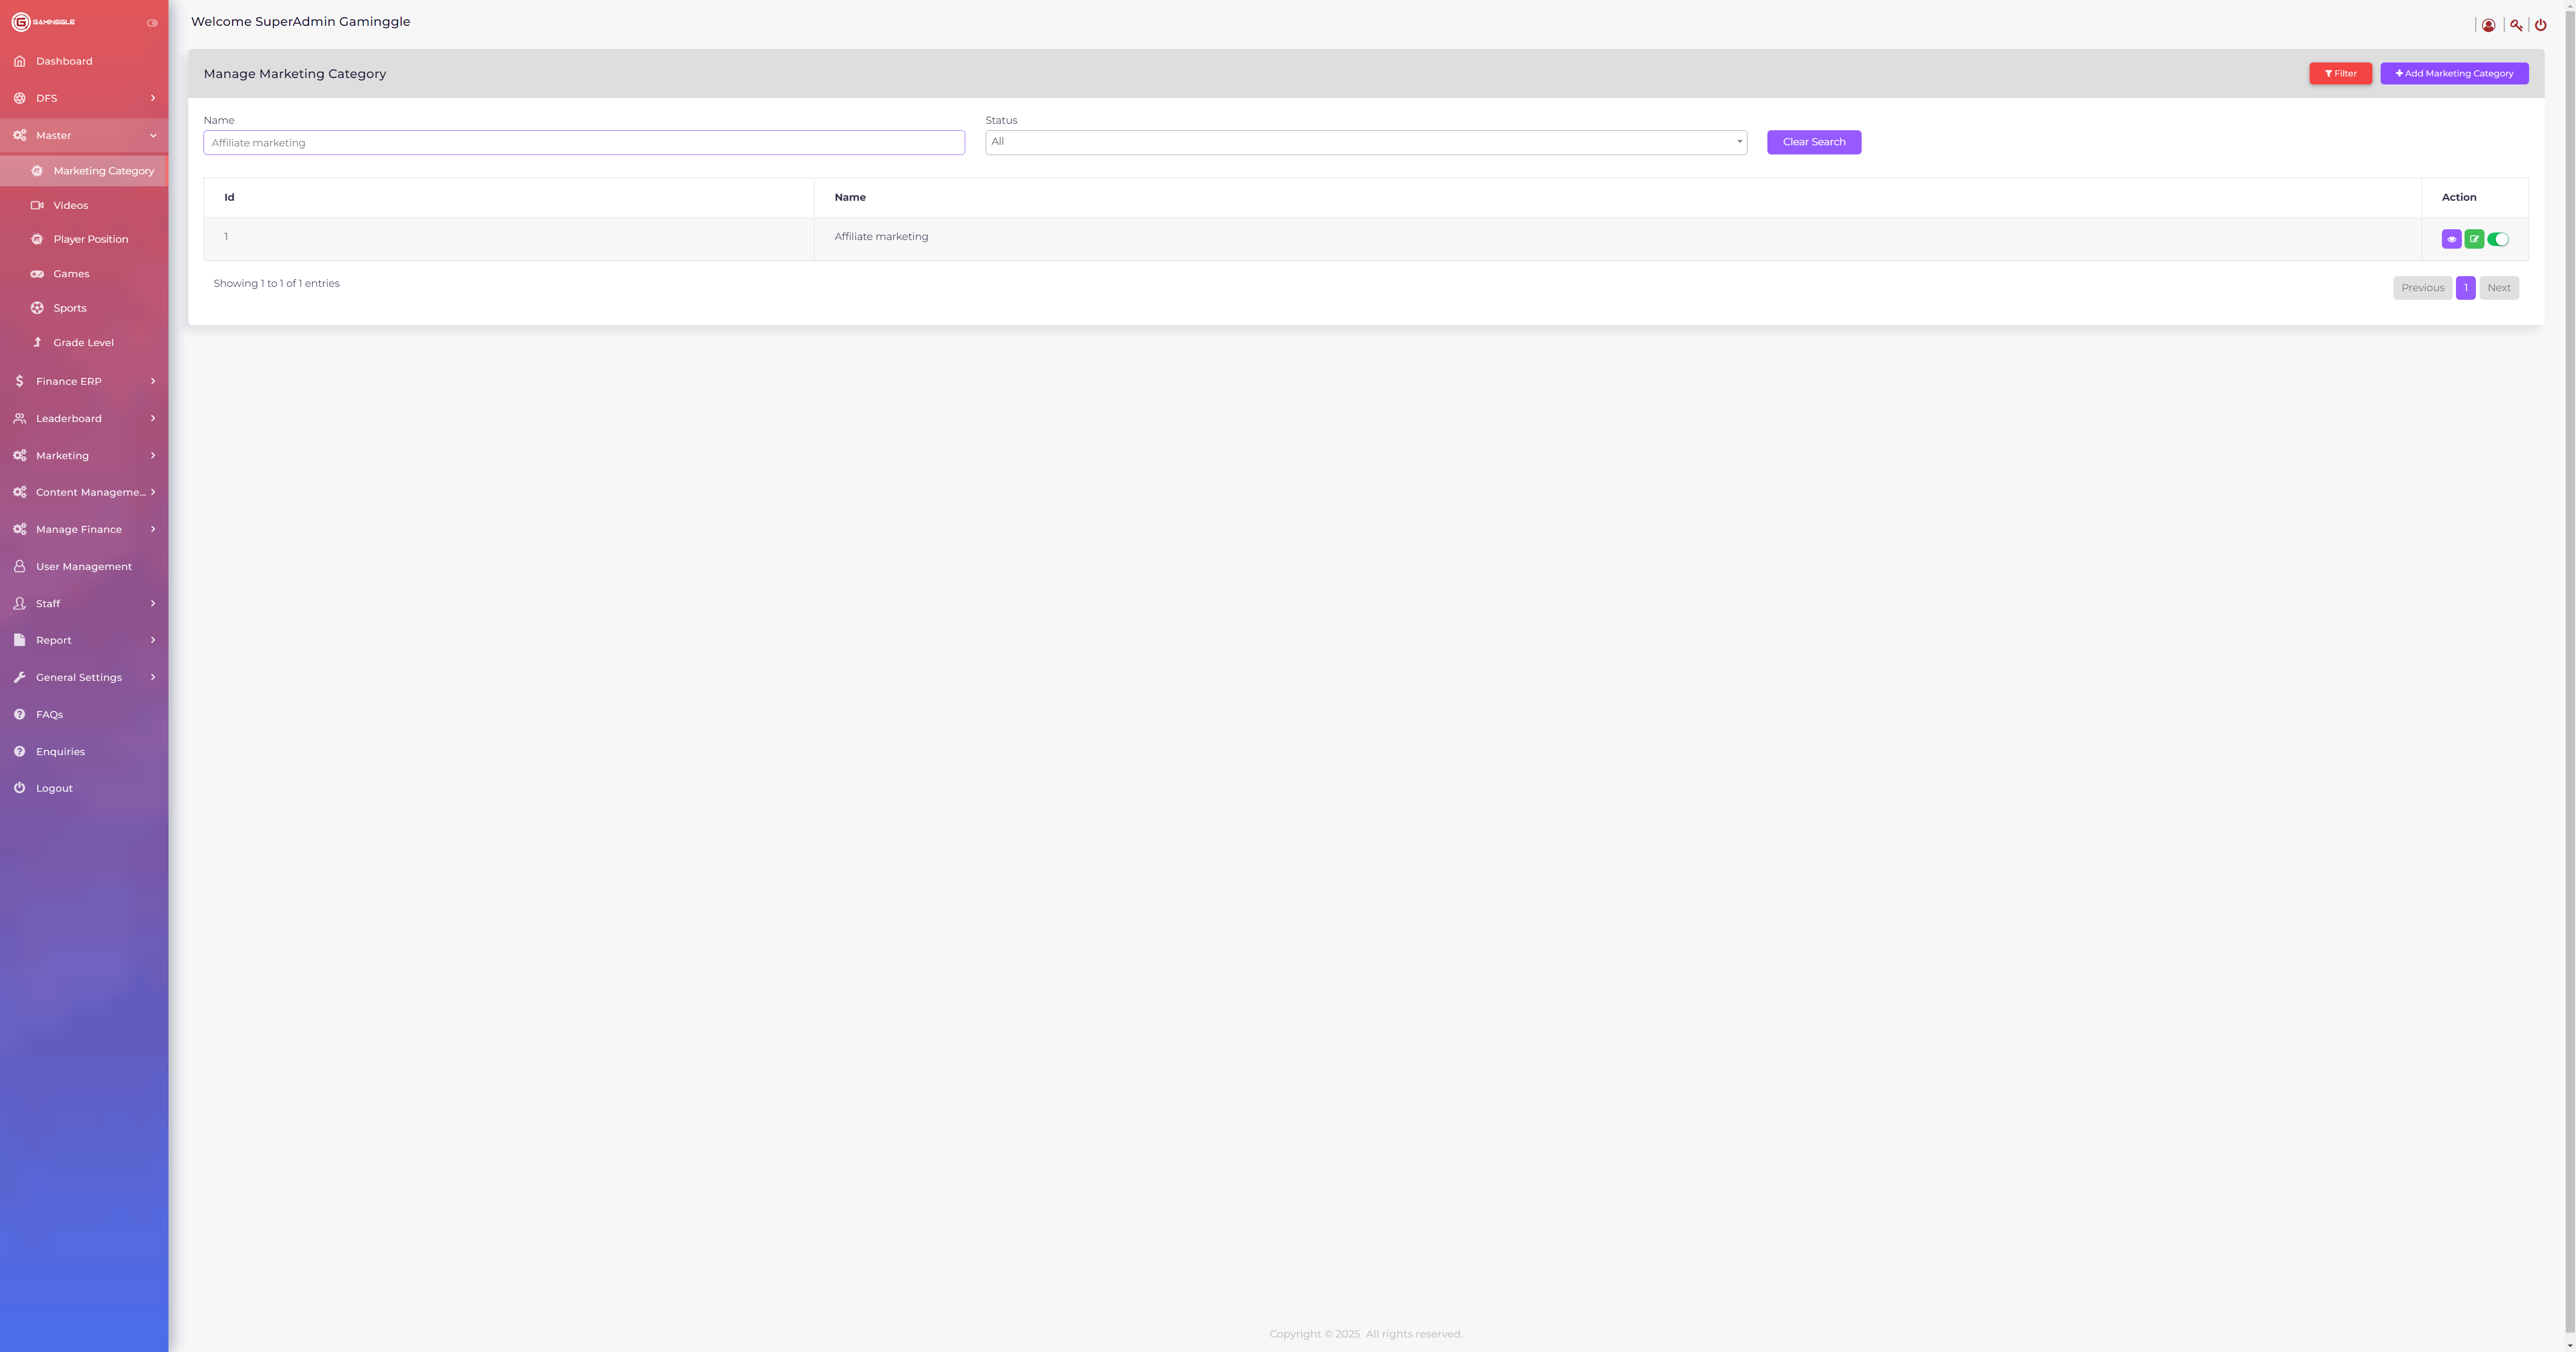 GAMINGGLE
Welcome SuperAdmin Gaminggle
Dashboard
DFS
Master
Marketing Category
Videos
Player Position
Games
Sports
Grade Level
Finance ERP
Leaderboard
Marketing
Content Manageme...
Manage Finance
User Management
Staff
Report
General Settings
FAQs
Enquiries
Logout
Manage Marketing Category
Filter
Add Marketing Category
Name
Status
Affiliate marketing
All
Clear Search
Id Name Action
1 Affiliate marketing
Showing 1 to 1 of 1 entries
Previous 1 Next
Copyright © 2025 All rights reserved.